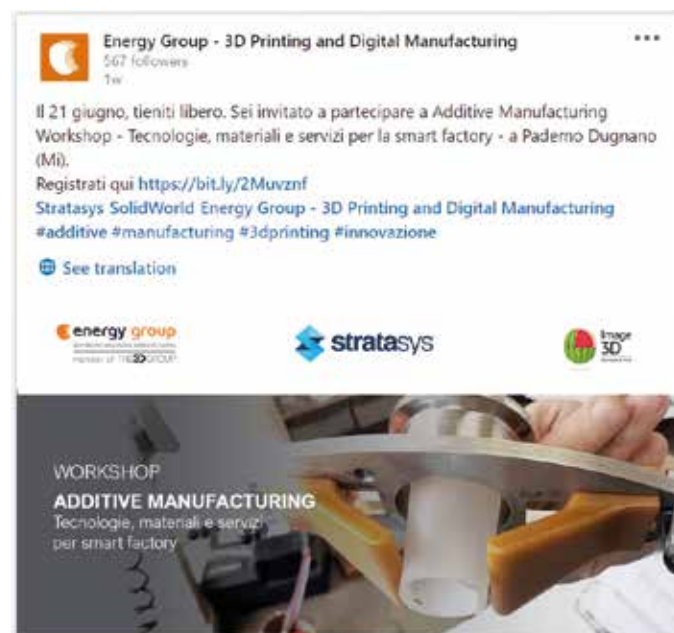 Energy Group - 3D Printing and Digital Manufacturing
567 followers
1w
Il 21 giugno, tieniti libero. Sei invitato a partecipare a Additive Manufacturing
Workshop - Tecnologie, materiali e servizi per la smart factory - a Paderno Dugnano
(Mi).
Registrati qui https://bit.ly/2Muvznf
Stratasys SolidWorld Energy Group - 3D Printing and Digital Manufacturing
#additive #manufacturing #3dprinting #innovazione
See translation
energy group
member of THE3DGROUP
stratasys
Image
3D
WORKSHOP
ADDITIVE MANUFACTURING
Tecnologie, materiali e servizi
per smart factory